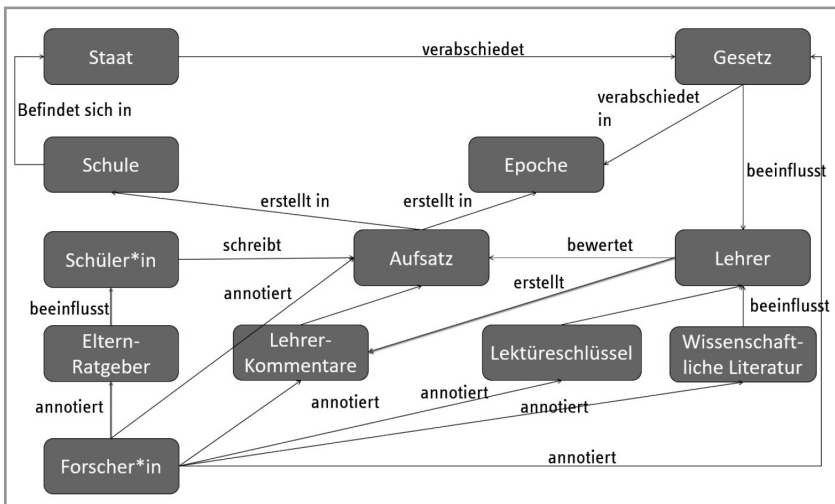 Staat
verabschiedet
Gesetz
Befindet sich in
verabschiedet
in
Schule
Epoche
beeinflusst
erstellt in
erstellt in
Schüler*in
schreibt
Aufsatz
bewertet
Lehrer
beeinflusst
annotiert
erstellt
beeinflusst
Eltern-
Ratgeber
Lehrer-
Kommentare
Lektüreschlüssel
Wissenschaft-
liche Literatur
annotiert
annotiert
annotiert
annotiert
Forscher*in
annotiert